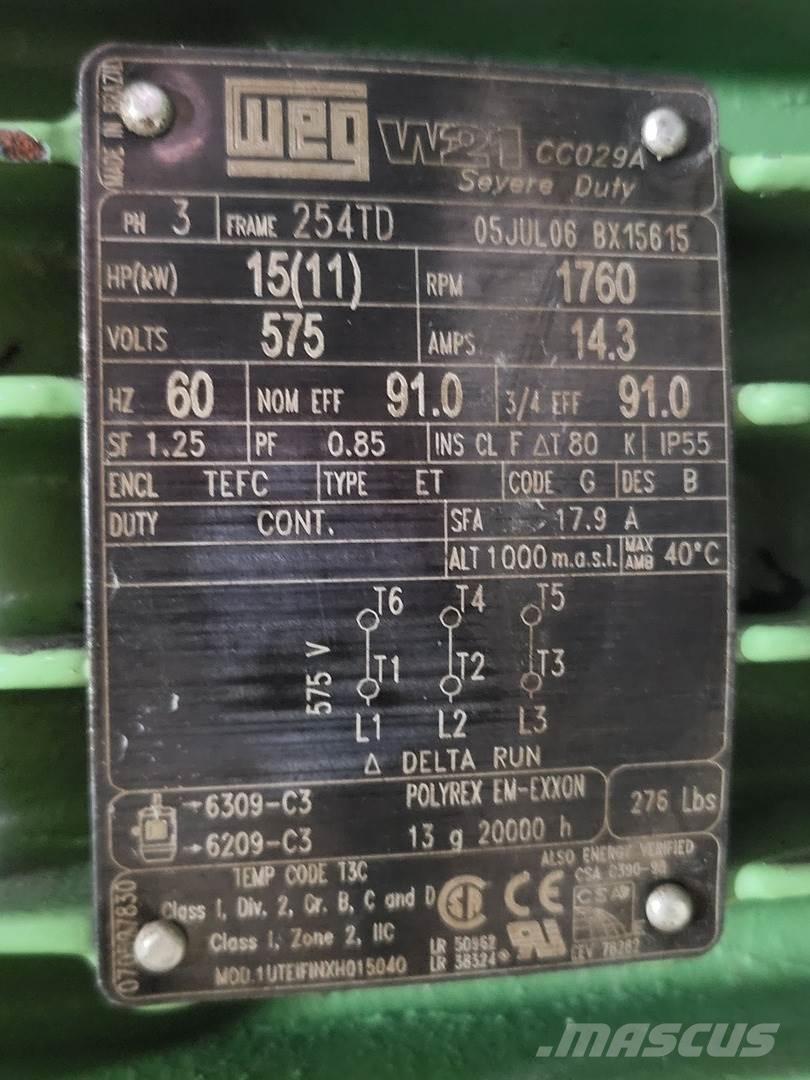 MADE IN BRAZIL
WEG W21 CC029A
Severe Duty
PH 3 FRAME 254TD 05JUL06 BX15615
HP(kW) 15(11) RPM 1760
VOLTS 575 AMPS 14.3
HZ 60 NOM EFF 91.0 3/4 EFF 91.0
SF 1.25 PF 0.85 INS CL F ΔT 80 K IP55
ENCL TEFC TYPE ET CODE G DES B
DUTY CONT. SFA 17.9 A
ALT 1000 m.a.s.l. MAX AMB 40°C
575 V
T6 T4 T5
T1 T2 T3
L1 L2 L3
Δ DELTA RUN
6309-C3 POLYREX EM-EXXON 276 Lbs
6209-C3 13 g 20000 h
TEMP CODE T3C ALSO ENERGY VERIFIED
Class I, Div. 2, Gr. B, C and D CSA C390-98
Class I, Zone 2, IIC LR 50962
MOD.1UTEIFINXH015040 LR 38324
SA CE CSA
EEV 78282
MASCUS